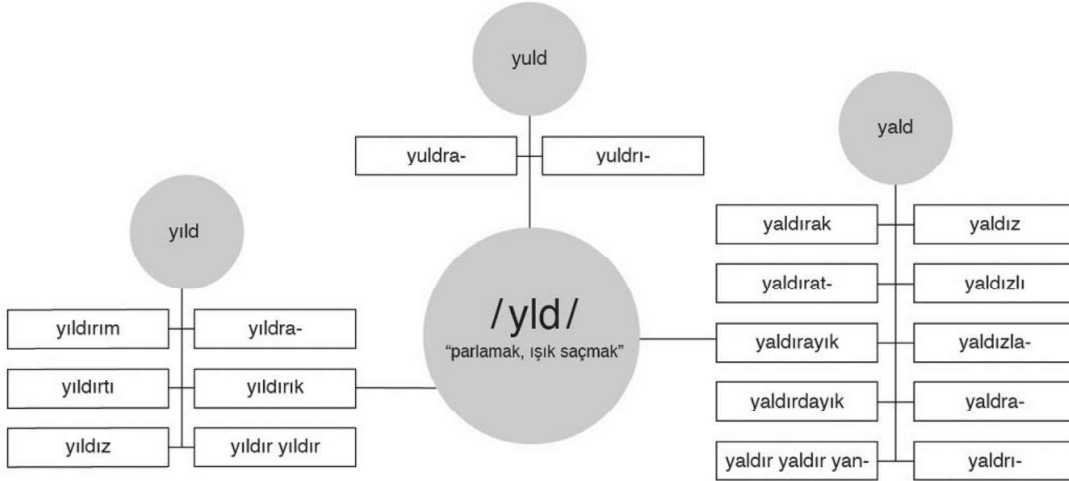 yuld
yuldra-
yuldrı-
yald
yaldırak
yaldız
yaldırat-
yaldızlı
yaldırayık
yaldızla-
yaldırdayık
yaldra-
yaldır yaldır yan-
yaldrı-
yıld
yıldırım
yıldra-
yıldırtı
yıldırık
yıldız
yıldır yıldır
/yld/
“parlamak, ışık saçmak”